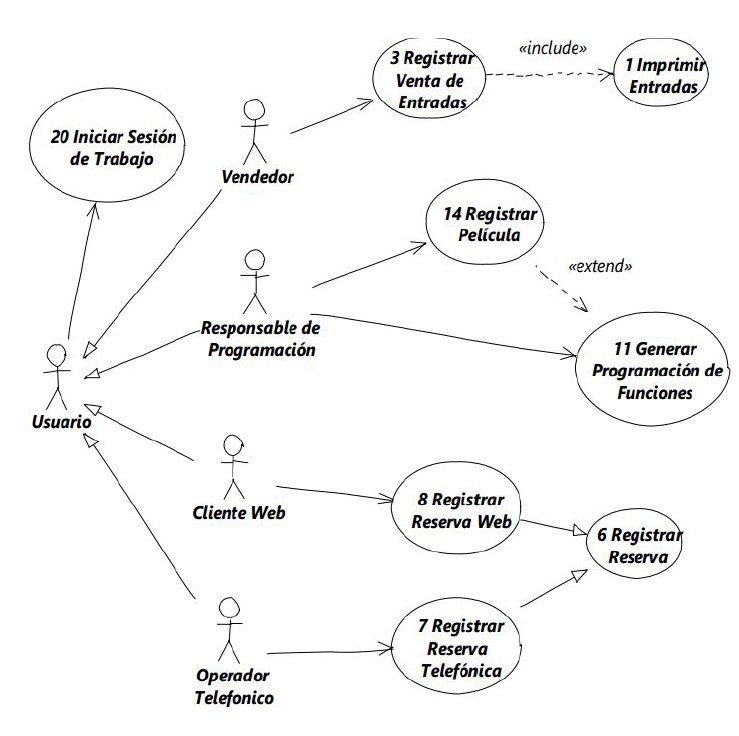 3 Registrar
Venta de
Entradas
«include»
1 Imprimir
Entradas
20 Iniciar Sesión
de Trabajo
Vendedor
14 Registrar
Película
«extend»
Responsable de
Programación
11 Generar
Programación de
Funciones
Usuario
Cliente Web
8 Registrar
Reserva Web
6 Registrar
Reserva
7 Registrar
Reserva
Telefónica
Operador
Telefonico